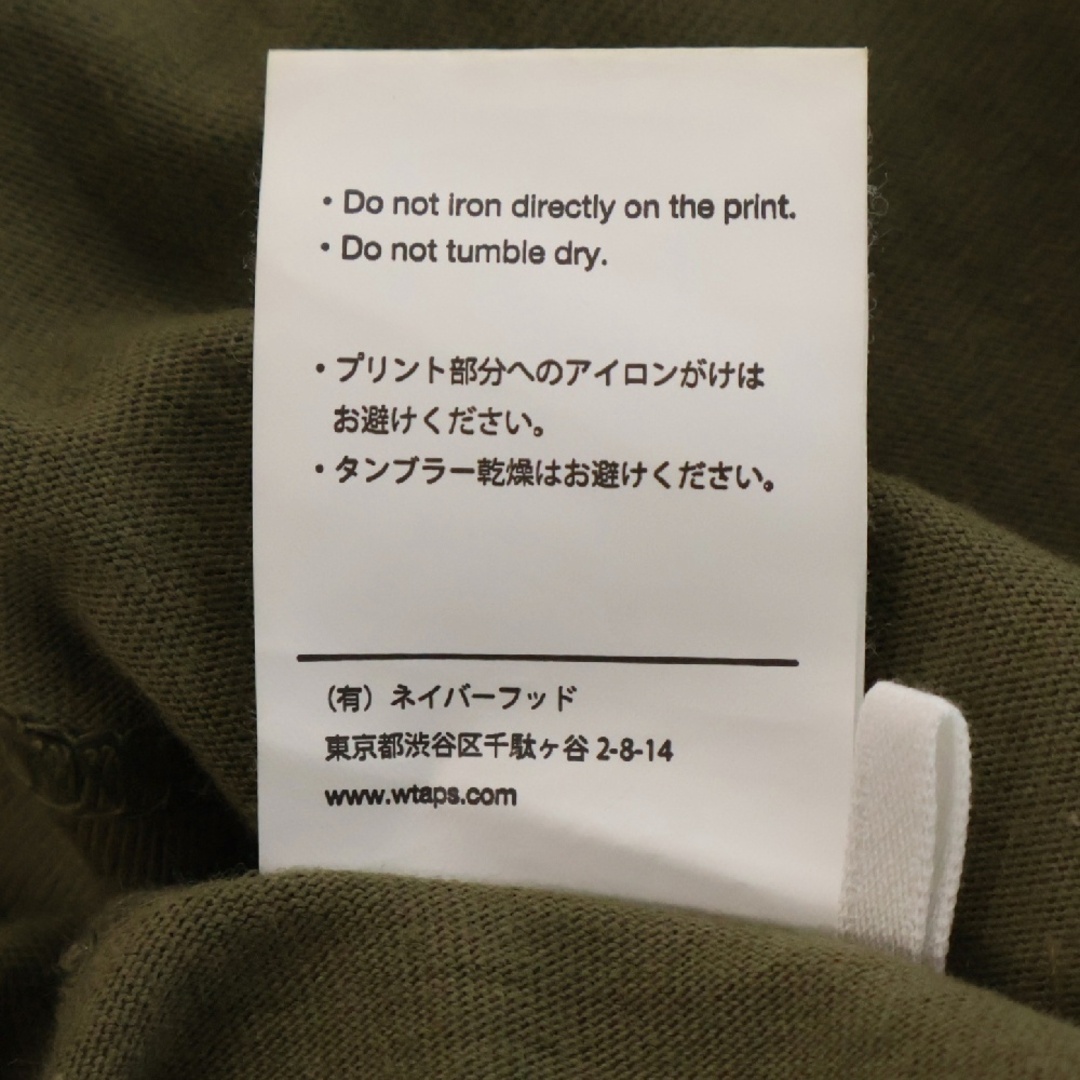 ・Do not iron directly on the print.
・Do not tumble dry.
・プリント部分へのアイロンがけは
お避けください。
・タンブラー乾燥はお避けください。
（有）ネイバーフッド
東京都渋谷区千駄ヶ谷 2-8-14
www.wtaps.com